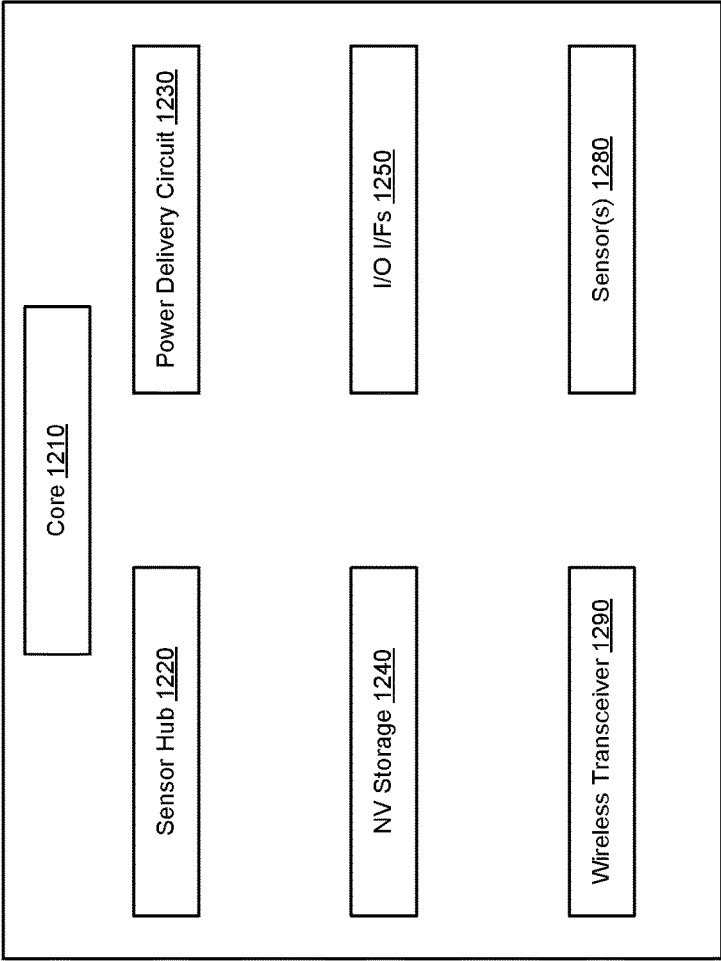 Core 1210
Sensor Hub 1220
Power Delivery Circuit 1230
NV Storage 1240
I/O I/Fs 1250
Wireless Transceiver 1290
Sensor(s) 1280